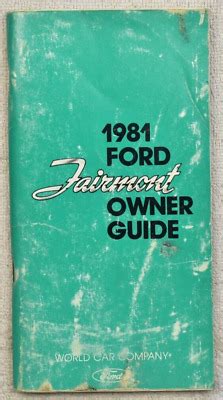 1981
FORD
Fairmont
OWNER
GUIDE
WORLD CAR COMPANY
Ford